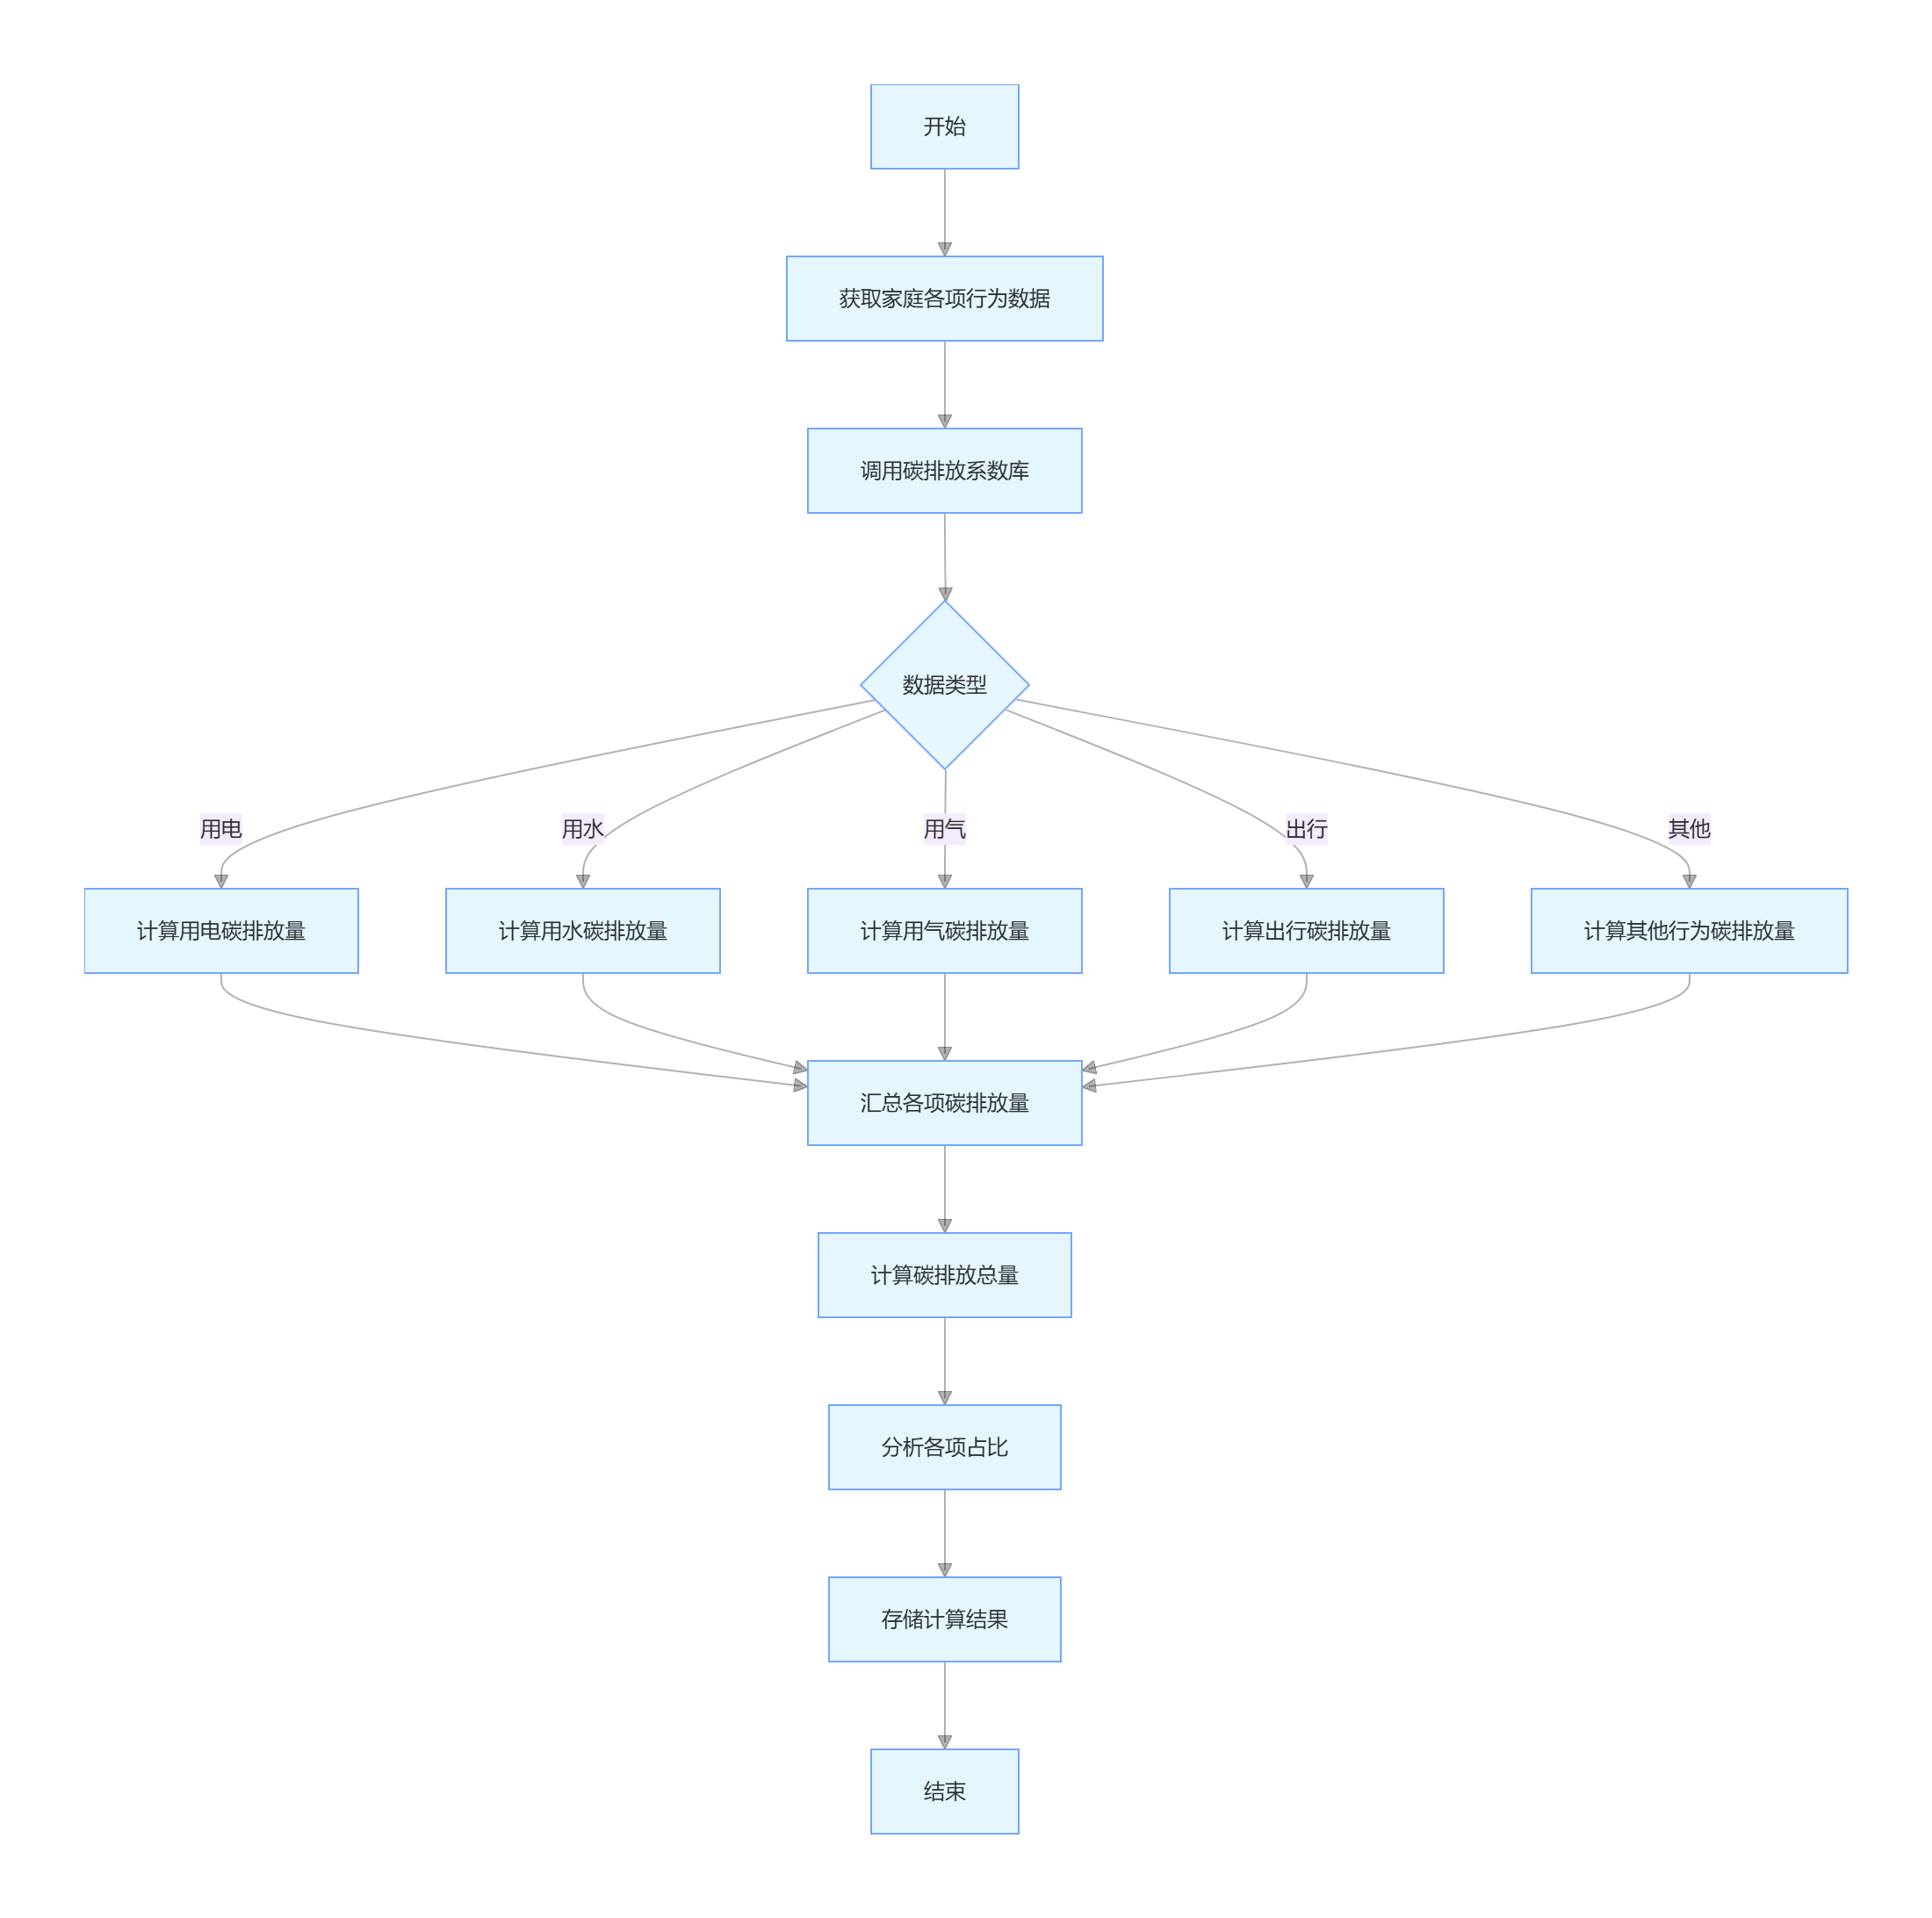 开始
获取家庭各项行为数据
调用碳排放系数库
数据类型
用电
用水
用气
出行
其他
计算用电碳排放量
计算用水碳排放量
计算用气碳排放量
计算出行碳排放量
计算其他行为碳排放量
汇总各项碳排放量
计算碳排放总量
分析各项占比
存储计算结果
结束